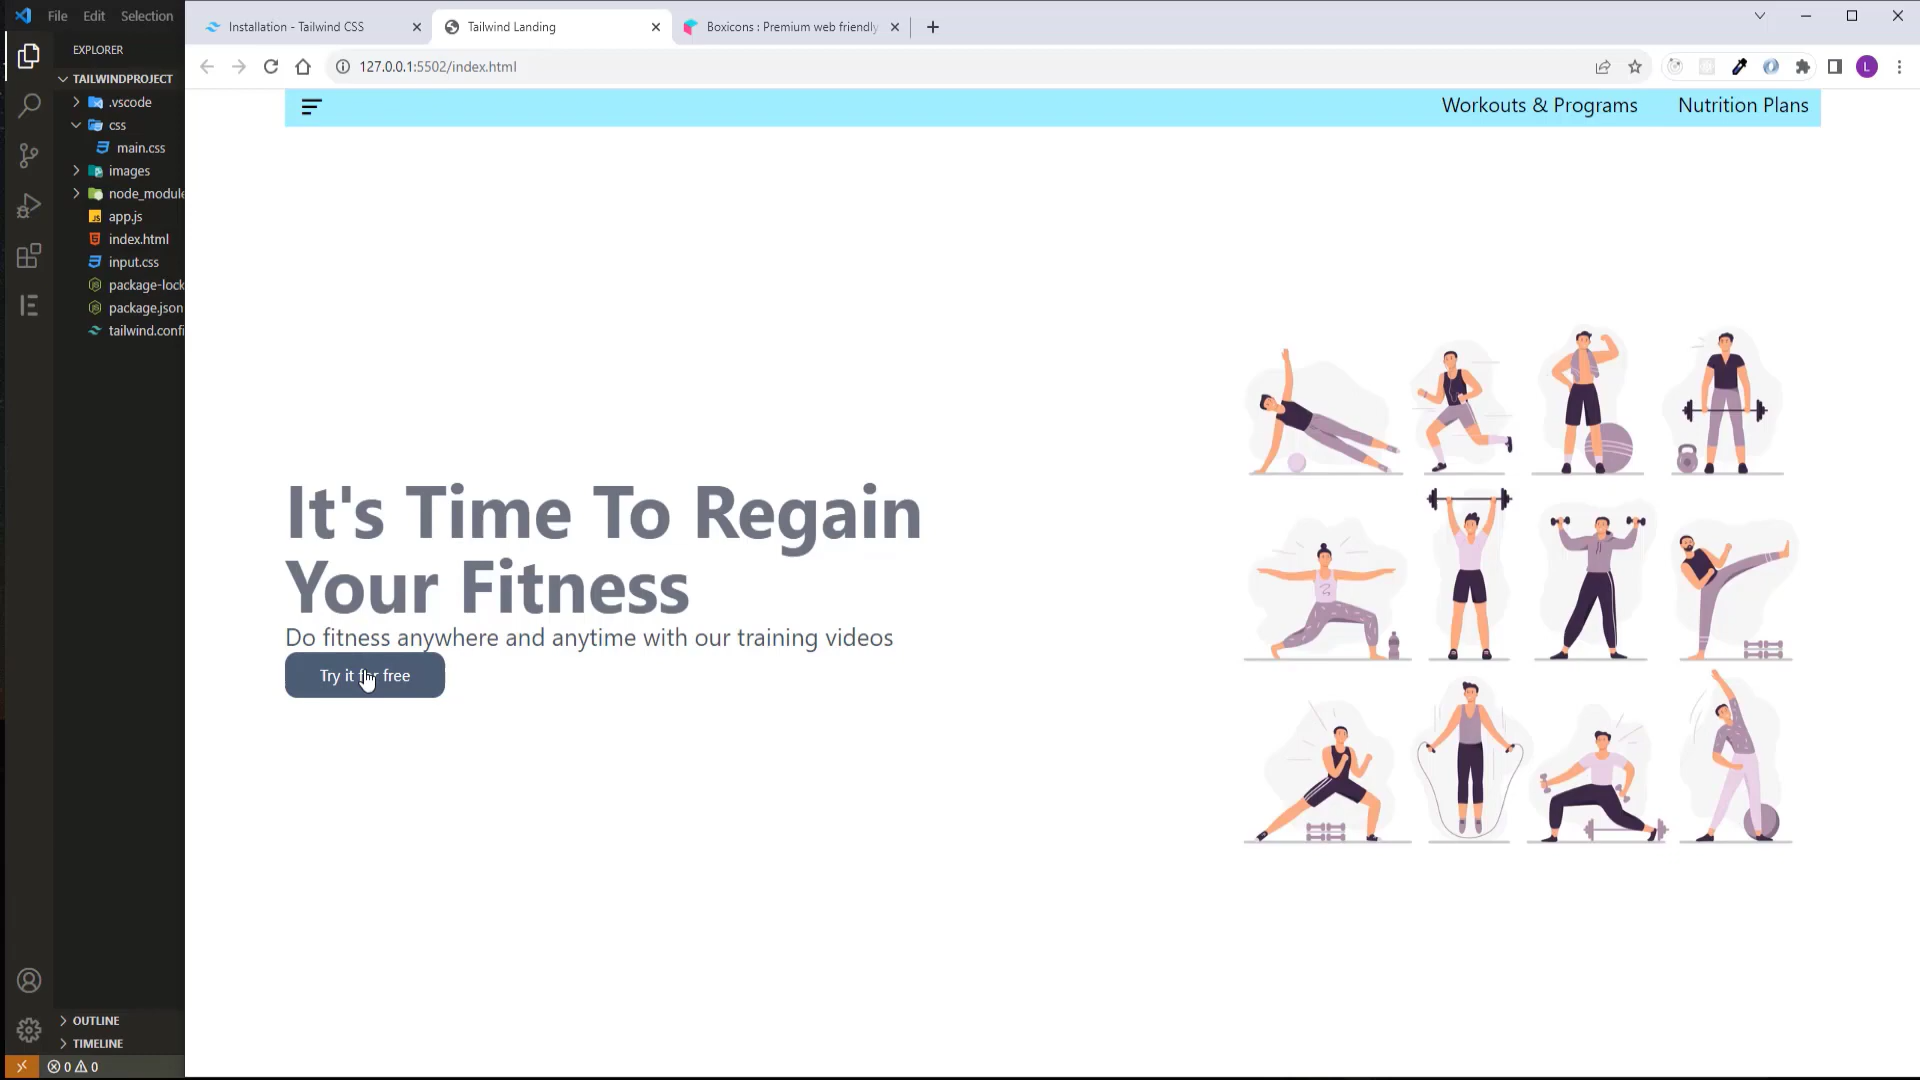 File Edit Selection
Installation - Tailwind CSS
Tailwind Landing
Boxicons : Premium web friendly
127.0.0.1:5502/index.html
L
EXPLORER
TAILWINDPROJECT
.vscode
css
main.css
images
node_module
app.js
index.html
input.css
package-lock
package.json
tailwind.confi
OUTLINE
TIMELINE
0 0
Workouts & Programs Nutrition Plans
It's Time To Regain
Your Fitness
Do fitness anywhere and anytime with our training videos
Try it for free